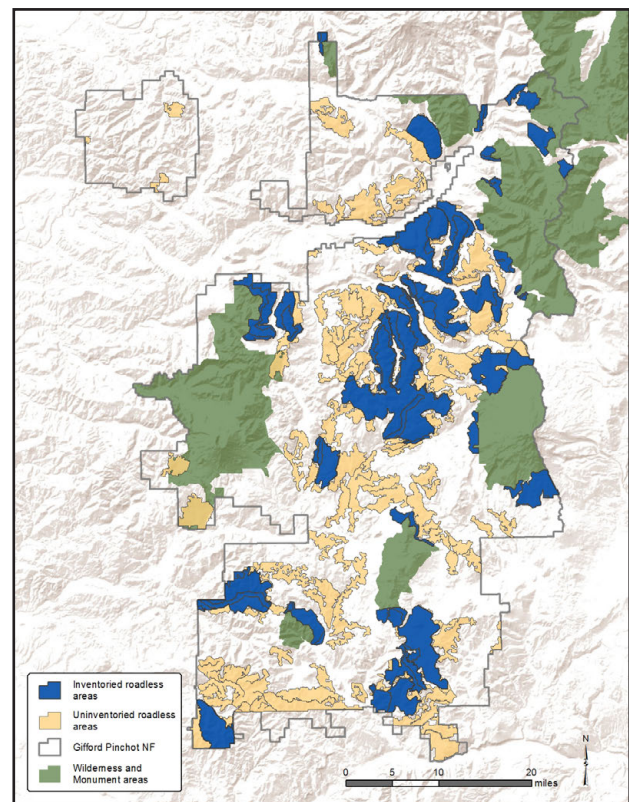 Inventoried roadless
areas
Uninventoried roadless
areas
Gifford Pinchot NF
Wilderness and
Monument areas
N
0 5 10 20
miles